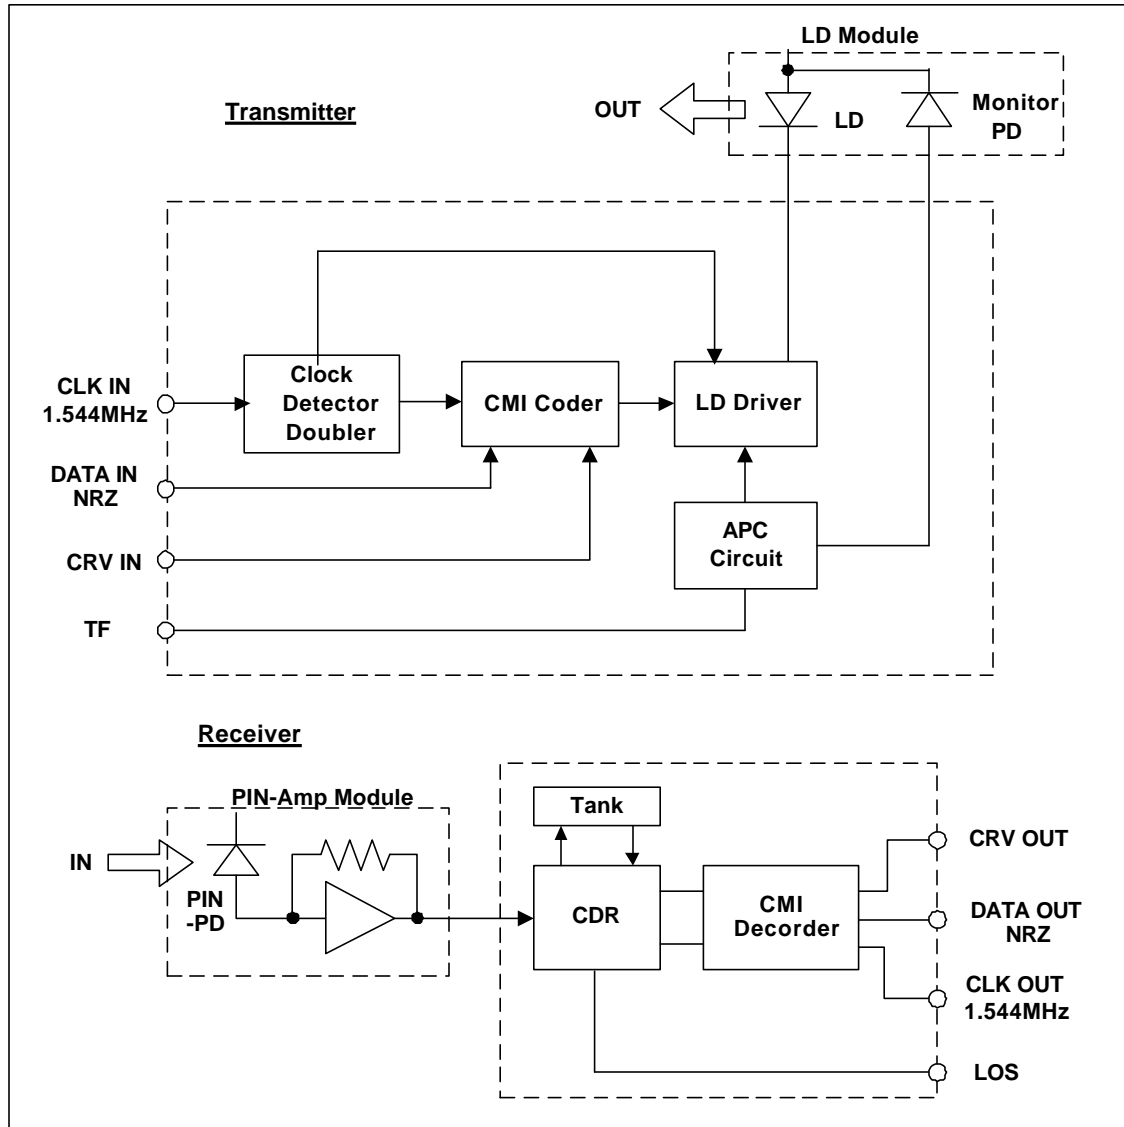 LD Module
Transmitter
OUT
LD
Monitor
PD
CLK IN
1.544MHz
Clock
Detector
Doubler
CMI Coder
LD Driver
DATA IN
NRZ
APC
Circuit
CRV IN
TF
Receiver
PIN-Amp Module
Tank
IN
PIN
-PD
CDR
CMI
Decorder
CRV OUT
DATA OUT
NRZ
CLK OUT
1.544MHz
LOS